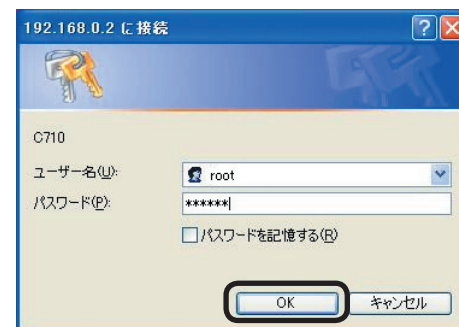 192.168.0.2 に接続
C710
ユーザー名(U):
root
パスワード(P):
******
パスワードを記憶する(R)
OK
キャンセル